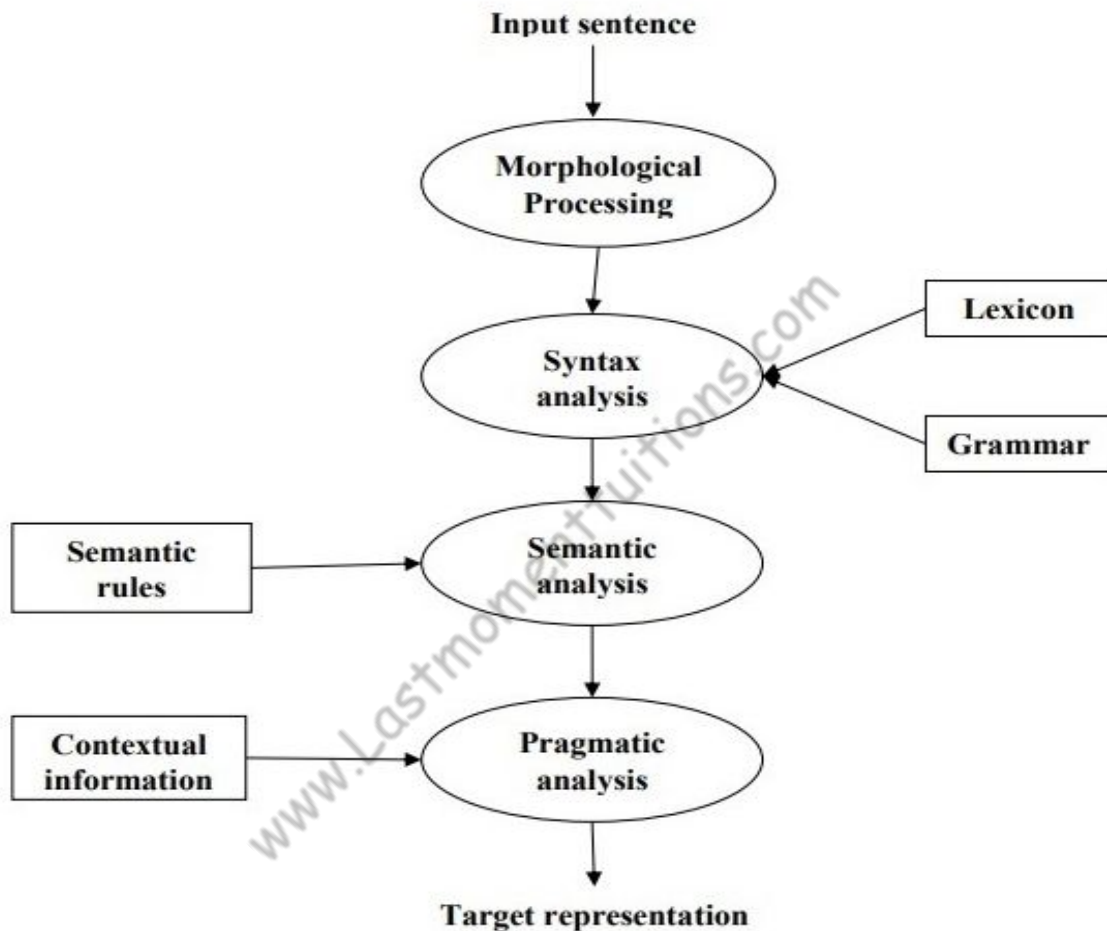 Input sentence
Morphological
Processing
Lexicon
Syntax
analysis
Grammar
Semantic
rules
Semantic
analysis
Contextual
information
Pragmatic
analysis
Target representation
www.Lastmomenttuitions.com